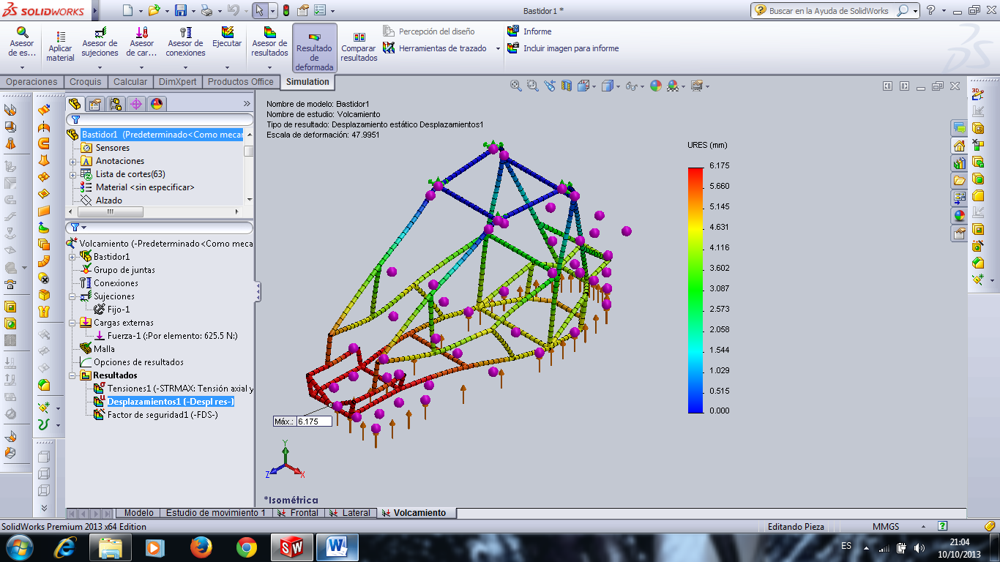 SOLIDWORKS
Bastidor1 *
Buscar en la Ayuda de SolidWorks
Asesor de es...
Aplicar material
Asesor de sujeciones
Asesor de car...
Asesor de conexiones
Ejecutar
Asesor de resultados
Resultado de deformada
Comparar resultados
Percepción del diseño
Herramientas de trazado
Informe
Incluir imagen para informe
Operaciones
Croquis
Calcular
DimXpert
Productos Office
Simulation
Bastidor1 (Predeterminado<Como mecar
Sensores
Anotaciones
Lista de cortes(63)
Material <sin especificar>
Alzado
Volcamiento (-Predeterminado<Como meca
Bastidor1
Grupo de juntas
Conexiones
Sujeciones
Fijo-1
Cargas externas
Fuerza-1 (:Por elemento: 625.5 N:)
Malla
Opciones de resultados
Resultados
Tensiones1 (-STRMAX: Tensión axial y
Desplazamientos1 (-Despl res-)
Factor de seguridad1 (-FDS-)
Nombre de modelo: Bastidor1
Nombre de estudio: Volcamiento
Tipo de resultado: Desplazamiento estático Desplazamientos1
Escala de deformación: 47.9951
URES (mm)
6.175
5.660
5.145
4.631
4.116
3.602
3.087
2.573
2.058
1.544
1.029
0.515
0.000
Máx.: 6.175
Y
Z
X
*Isométrica
Modelo
Estudio de movimiento 1
Frontal
Lateral
Volcamiento
SolidWorks Premium 2013 x64 Edition
Editando Pieza
MMGS
ES
21:04
10/10/2013